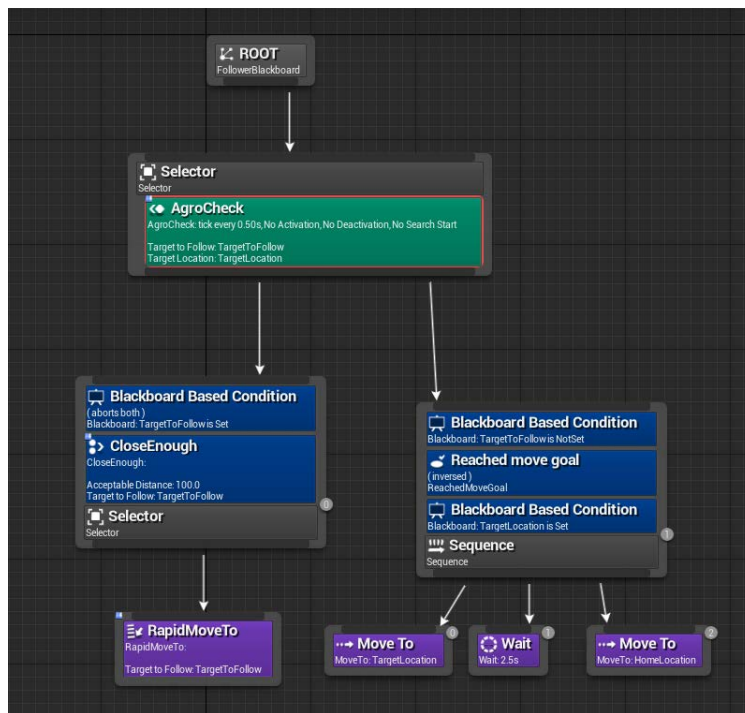 ROOT
FollowerBlackboard
Selector
Selector
AgroCheck
AgroCheck: tick every 0.50s, No Activation, No Deactivation, No Search Start
Target to Follow: TargetToFollow
Target Location: TargetLocation
Blackboard Based Condition
( aborts both )
Blackboard: TargetToFollow is Set
CloseEnough
CloseEnough:
Acceptable Distance: 100.0
Target to Follow: TargetToFollow
0
Selector
Selector
Blackboard Based Condition
Blackboard: TargetToFollow is NotSet
Reached move goal
( inversed )
ReachedMoveGoal
Blackboard Based Condition
Blackboard: TargetLocation is Set
1
Sequence
Sequence
RapidMoveTo
RapidMoveTo:
Target to Follow: TargetToFollow
0
Move To
MoveTo: TargetLocation
1
Wait
Wait: 2.5s
2
Move To
MoveTo: HomeLocation